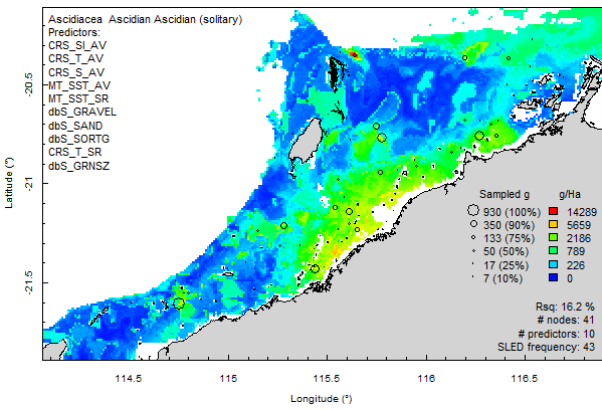 Ascidiacea Ascidian Ascidian (solitary)
Predictors:
CRS_SI_AV
CRS_T_AV
CRS_S_AV
MT_SST_AV
MT_SST_SR
dbS_GRAVEL
dbS_SAND
dbS_SORTG
CRS_T_SR
dbS_GRNSZ
-20.5
-21
-21.5
Latitude (°)
Sampled g g/Ha
930 (100%) 14289
350 (90%) 5659
133 (75%) 2186
50 (50%) 789
17 (25%) 226
7 (10%) 0
Rsq: 16.2 %
# nodes: 41
# predictors: 10
SLED frequency: 43
114.5 115 115.5 116 116.5
Longitude (°)